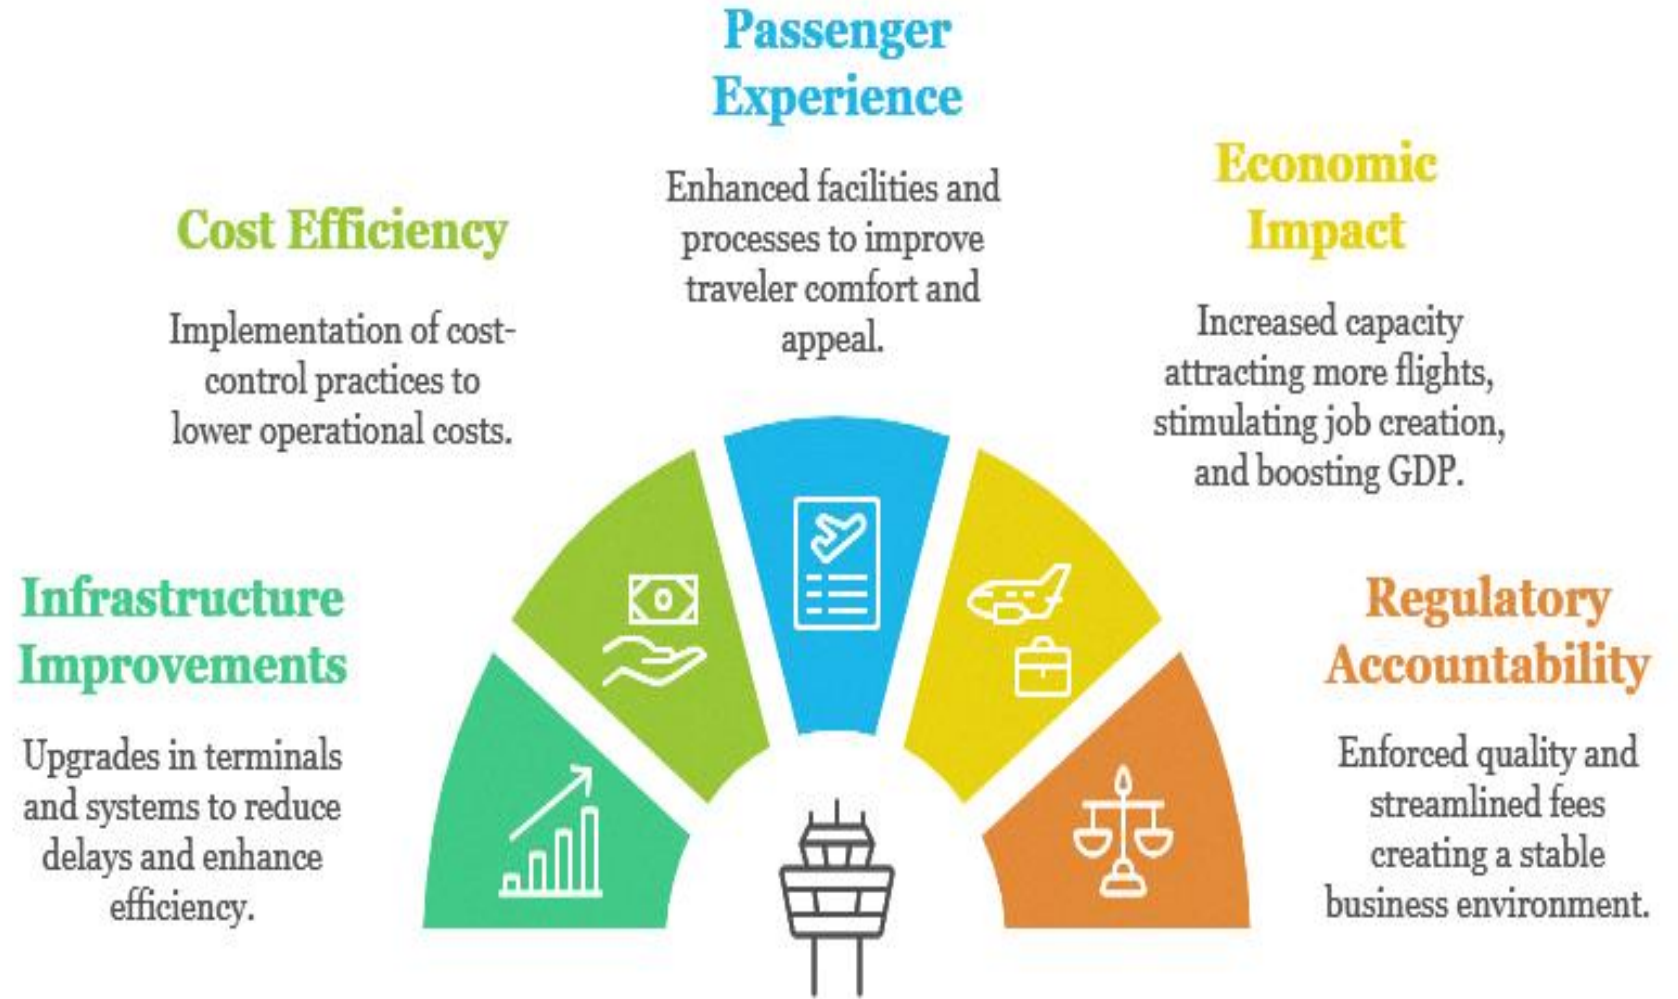 Passenger
Experience
Enhanced facilities and
processes to improve
traveler comfort and
appeal.
Cost Efficiency
Implementation of cost-
control practices to
lower operational costs.
Economic
Impact
Increased capacity
attracting more flights,
stimulating job creation,
and boosting GDP.
Infrastructure
Improvements
Upgrades in terminals
and systems to reduce
delays and enhance
efficiency.
Regulatory
Accountability
Enforced quality and
streamlined fees
creating a stable
business environment.